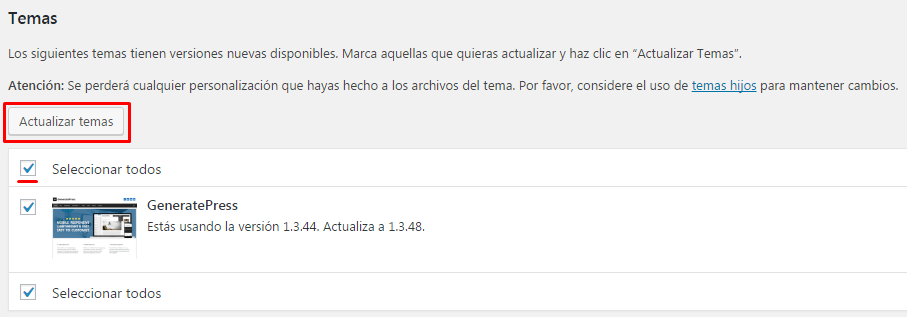 Temas
Los siguientes temas tienen versiones nuevas disponibles. Marca aquellas que quieras actualizar y haz clic en “Actualizar Temas”.
Atención: Se perderá cualquier personalización que hayas hecho a los archivos del tema. Por favor, considere el uso de temas hijos para mantener cambios.
Actualizar temas
Seleccionar todos
GeneratePress
Estás usando la versión 1.3.44. Actualiza a 1.3.48.
Seleccionar todos